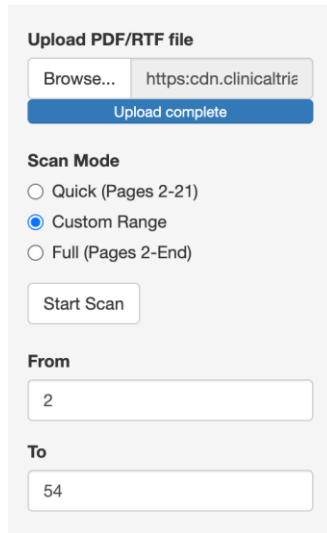 Upload PDF/RTF file
Browse... https:cdn.clinicaltria
Upload complete
Scan Mode
Quick (Pages 2-21)
Custom Range
Full (Pages 2-End)
Start Scan
From
2
To
54